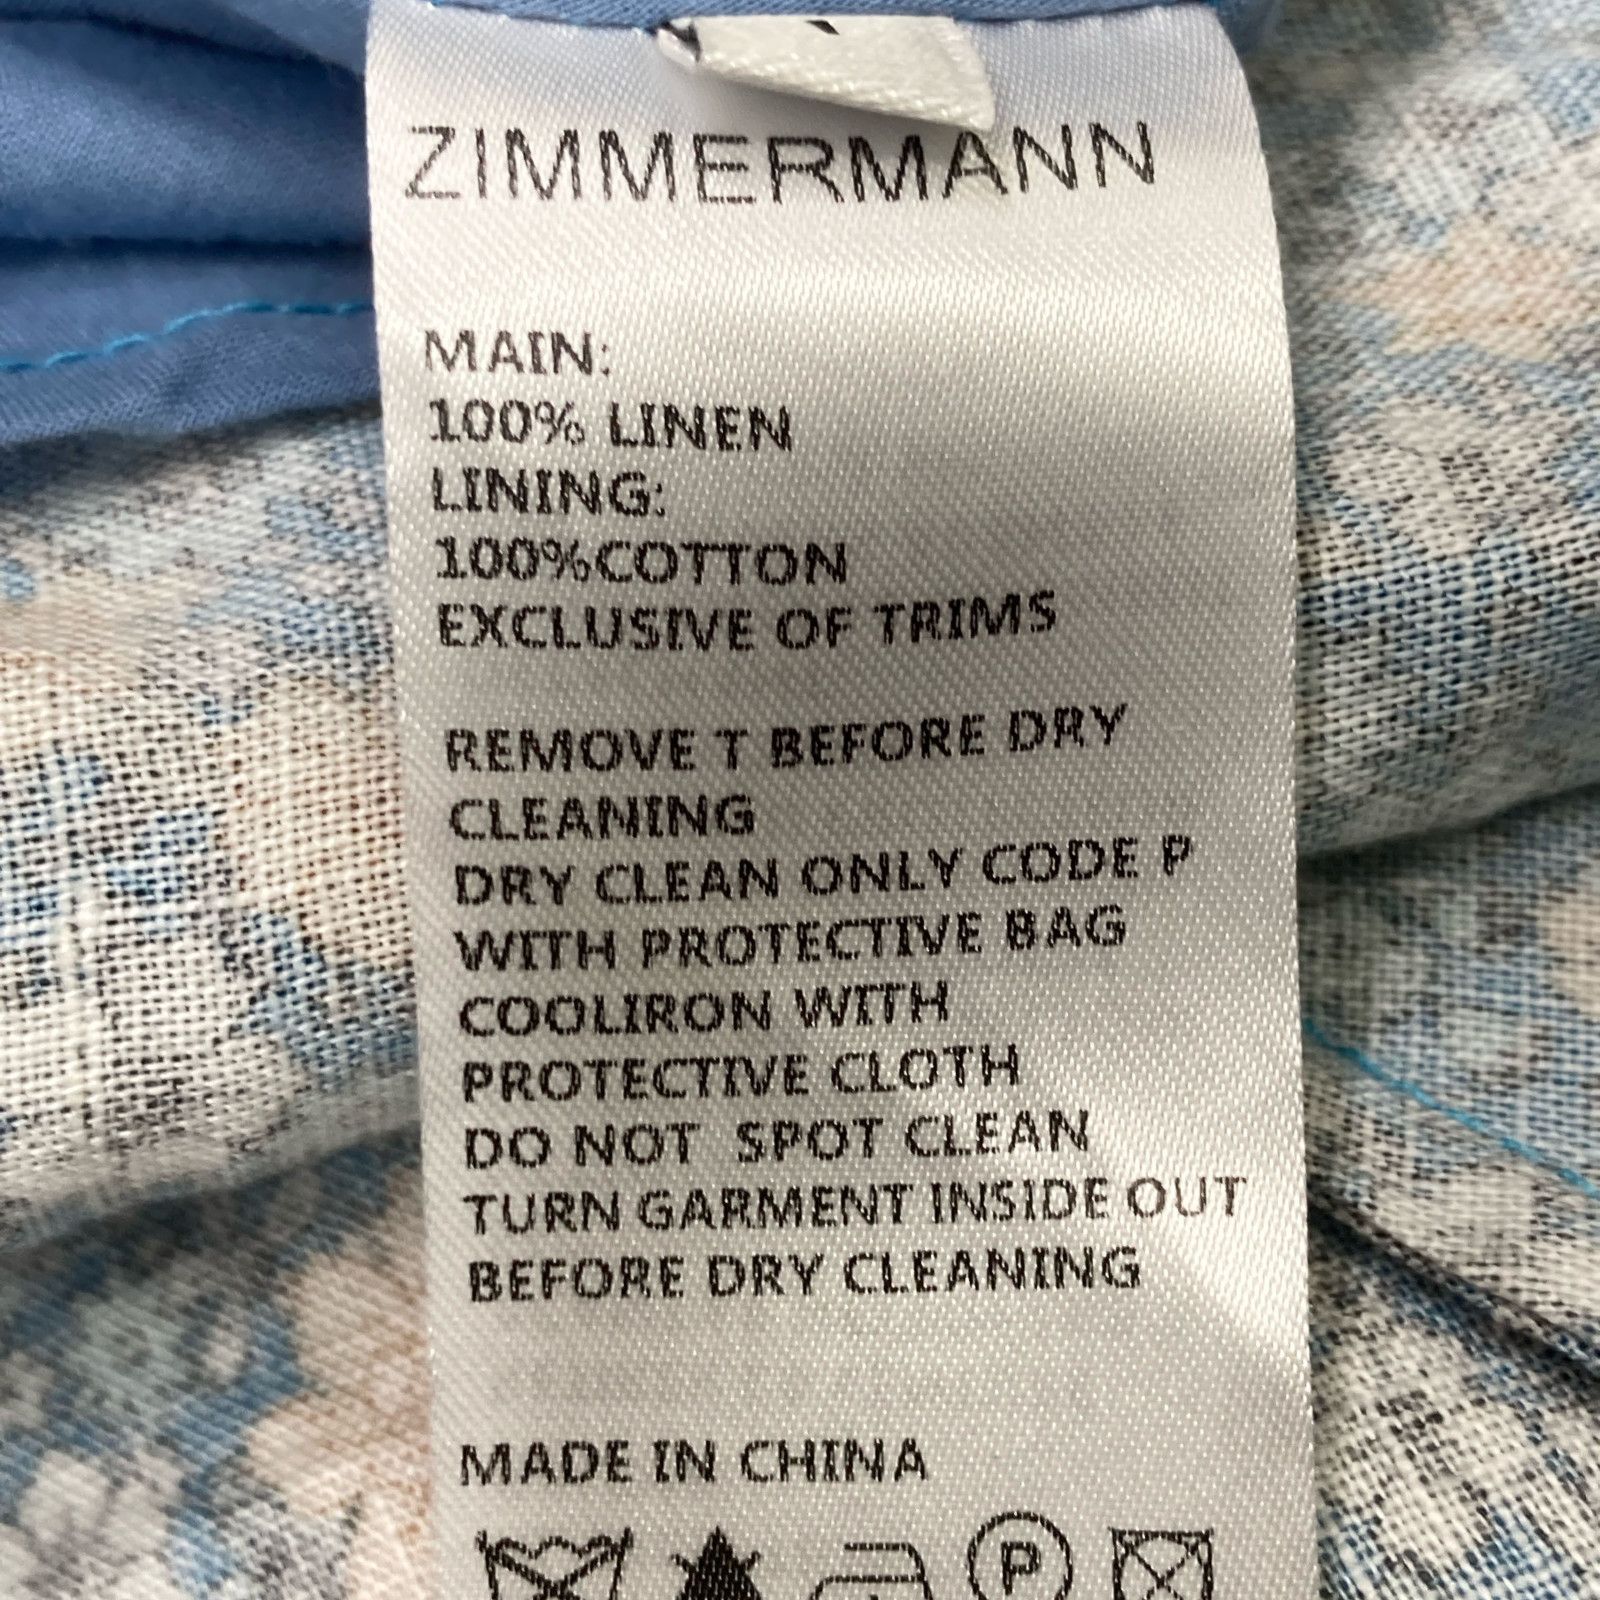 ZIMMERMANN
MAIN:
100% LINEN
LINING:
100%COTTON
EXCLUSIVE OF TRIMS
REMOVE T BEFORE DRY
CLEANING
DRY CLEAN ONLY CODE P
WITH PROTECTIVE BAG
COOLIRON WITH
PROTECTIVE CLOTH
DO NOT SPOT CLEAN
TURN GARMENT INSIDE OUT
BEFORE DRY CLEANING
MADE IN CHINA
P